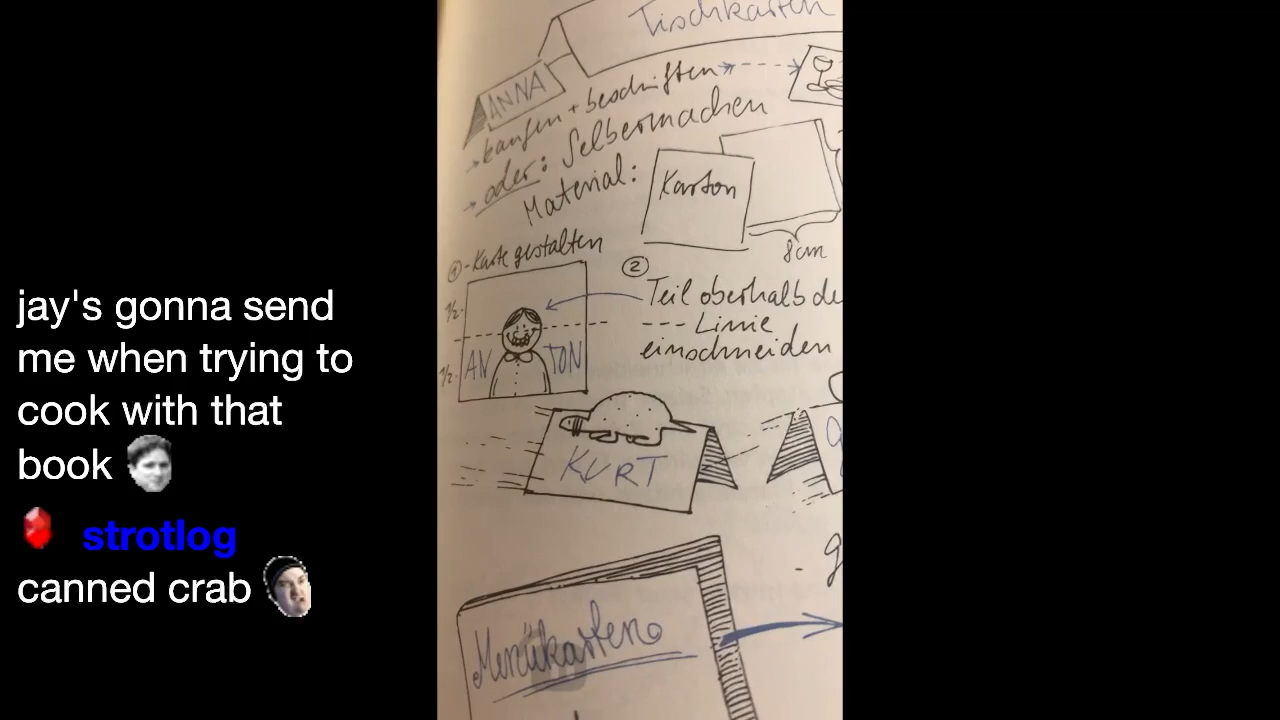 jay's gonna send
me when trying to
cook with that
book
strotlog
canned crab
Tischkarten
ANNA
→ kaufen + beschriften
→ oder: Selbermachen
Material:
Karton
8cm
① - Karte gestalten
②
Teil oberhalb de
---- Linie
einschneiden
1/2
1/2
AN TON
KURT
- g
Menükarten